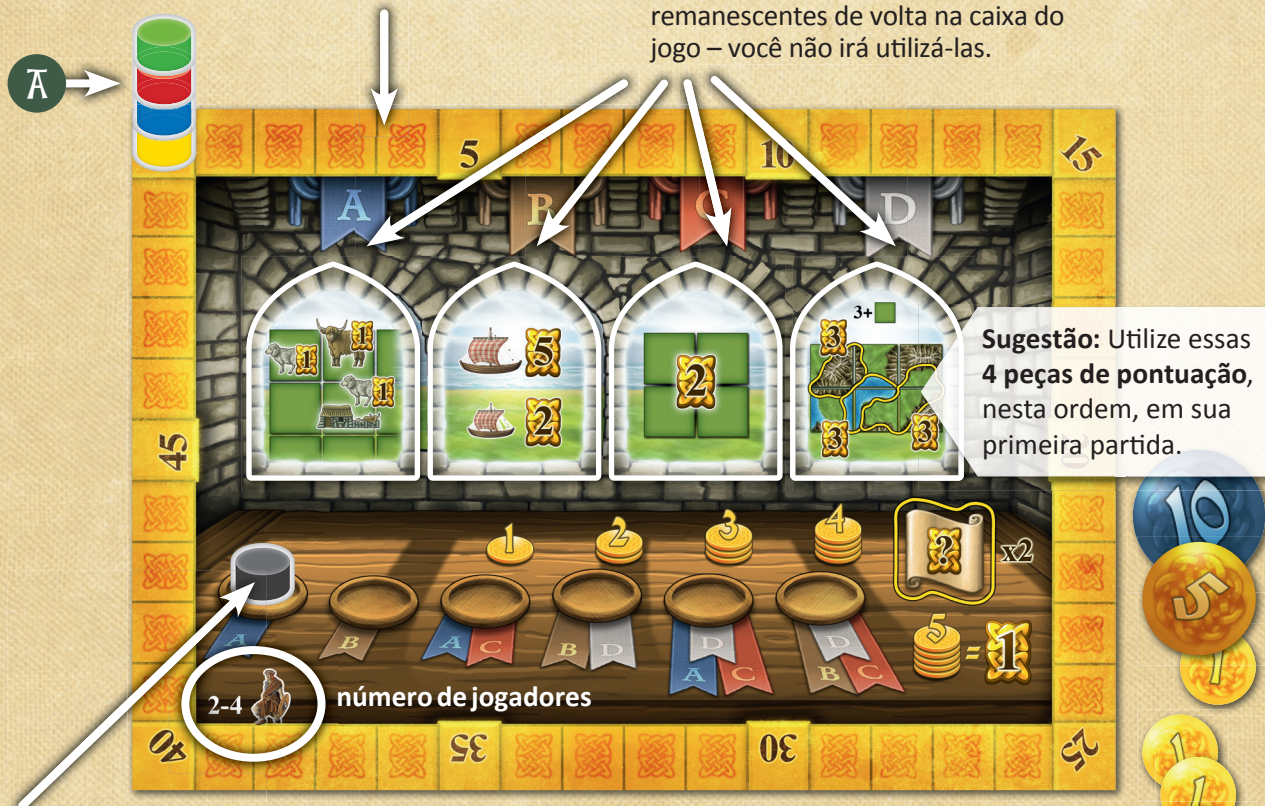 remanescentes de volta na caixa do
jogo – você não irá utilizá-las.
A
5
10
15
A
B
C
D
3+
1
1
1
5
2
2
3
3
3
Sugestão: Utilize essas
4 peças de pontuação,
nesta ordem, em sua
primeira partida.
45
10
5
1
1
1
1
2
3
4
?
x2
A
B
A C
B D
D
A C
D
B C
5 = 1
2-4
número de jogadores
40
35
30
25